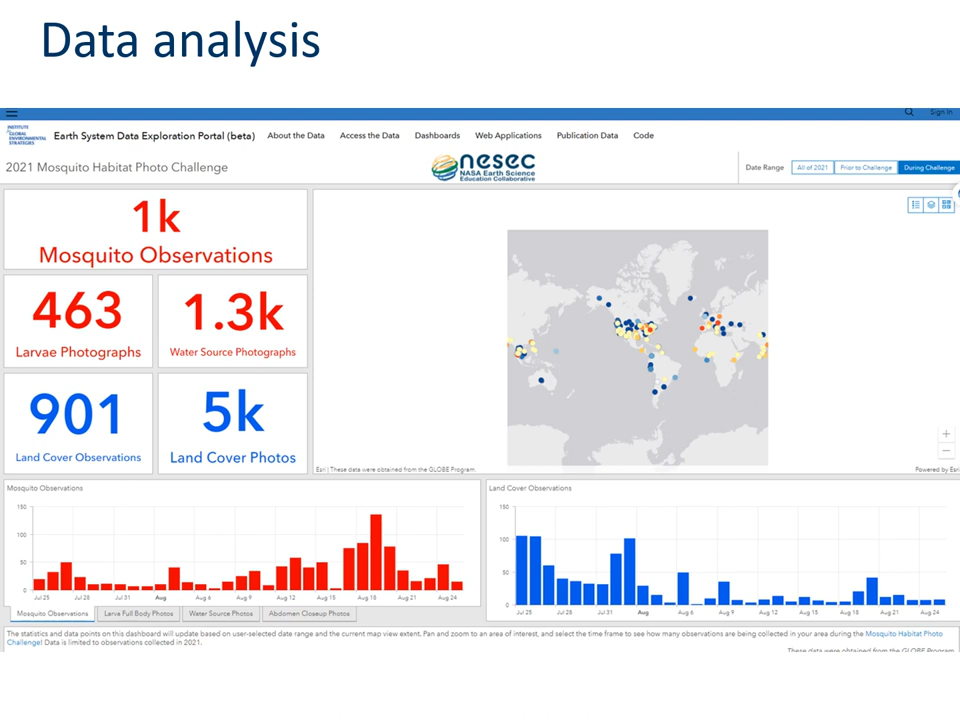 Data analysis
Sign In
INSTITUTE
for GLOBAL
ENVIRONMENTAL
STRATEGIES
Earth System Data Exploration Portal (beta) About the Data Access the Data Dashboards Web Applications Publication Data Code
2021 Mosquito Habitat Photo Challenge
nesec
NASA Earth Science
Education Collaborative
Date Range All of 2021 Prior to Challenge During Challenge
1k
Mosquito Observations
463
Larvae Photographs
1.3k
Water Source Photographs
901
Land Cover Observations
5k
Land Cover Photos
Esri | These data were obtained from the GLOBE Program.
Powered by Esri
Mosquito Observations
150
100
50
0
Jul 25 Jul 28 Jul 31 Aug Aug 6 Aug 9 Aug 12 Aug 15 Aug 18 Aug 21 Aug 24
Mosquito Observations Larva Full Body Photos Water Source Photos Abdomen Closeup Photos
Land Cover Observations
150
100
50
0
Jul 25 Jul 28 Jul 31 Aug Aug 6 Aug 9 Aug 12 Aug 15 Aug 18 Aug 21 Aug 24
The statistics and data points on this dashboard will update based on user-selected date range and the current map view extent. Pan and zoom to an area of interest, and select the time frame to see how many observations are being collected in your area during the Mosquito Habitat Photo
Challenge! Data is limited to observations collected in 2021.
These data were obtained from the GLOBE Program